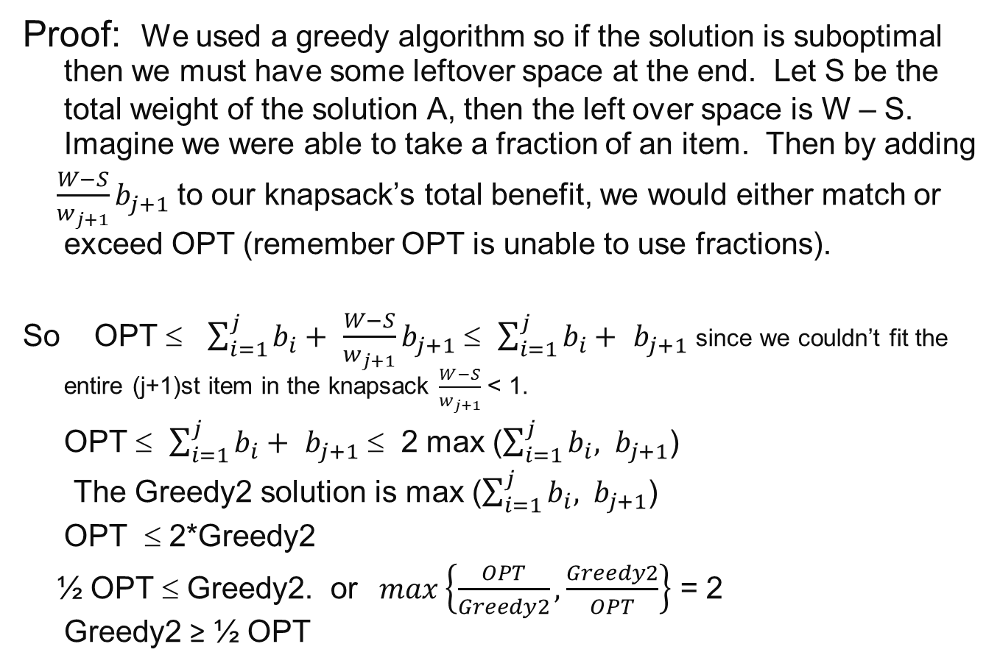 Proof: We used a greedy algorithm so if the solution is suboptimal
then we must have some leftover space at the end. Let S be the
total weight of the solution A, then the left over space is W – S.
Imagine we were able to take a fraction of an item. Then by adding
$\frac{W-S}{w_{j+1}} b_{j+1}$ to our knapsack's total benefit, we would either match or
exceed OPT (remember OPT is unable to use fractions).
So OPT ≤ $\sum_{i=1}^{j} b_i + \frac{W-S}{w_{j+1}} b_{j+1} \le \sum_{i=1}^{j} b_i + b_{j+1}$ since we couldn't fit the
entire (j+1)st item in the knapsack $\frac{W-S}{w_{j+1}}$ < 1.
OPT ≤ $\sum_{i=1}^{j} b_i + b_{j+1}$ ≤ 2 max ($\sum_{i=1}^{j} b_i, b_{j+1}$)
The Greedy2 solution is max ($\sum_{i=1}^{j} b_i, b_{j+1}$)
OPT ≤ 2*Greedy2
½ OPT ≤ Greedy2. or $max \left\{\frac{OPT}{Greedy2}, \frac{Greedy2}{OPT}\right\}$ = 2
Greedy2 ≥ ½ OPT